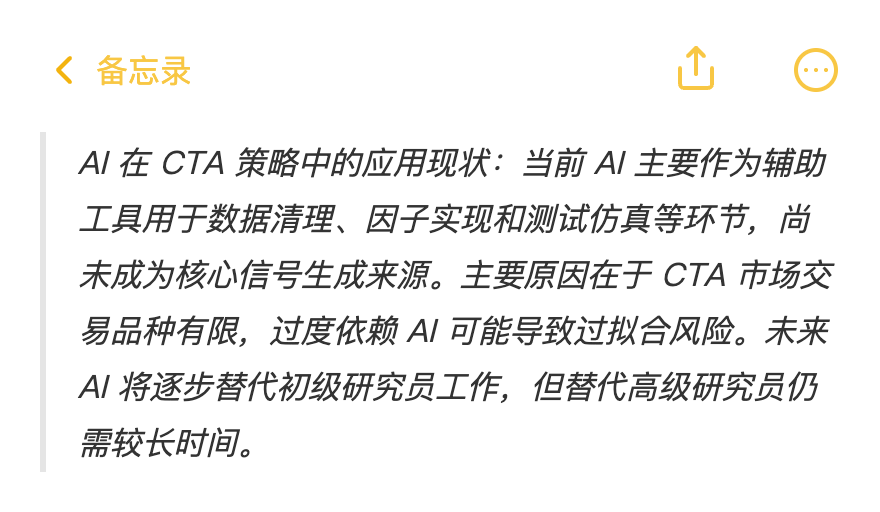 备忘录
AI 在 CTA 策略中的应用现状：当前 AI 主要作为辅助
工具用于数据清理、因子实现和测试仿真等环节，尚
未成为核心信号生成来源。主要原因在于 CTA 市场交
易品种有限，过度依赖 AI 可能导致过拟合风险。未来
AI 将逐步替代初级研究员工作，但替代高级研究员仍
需较长时间。